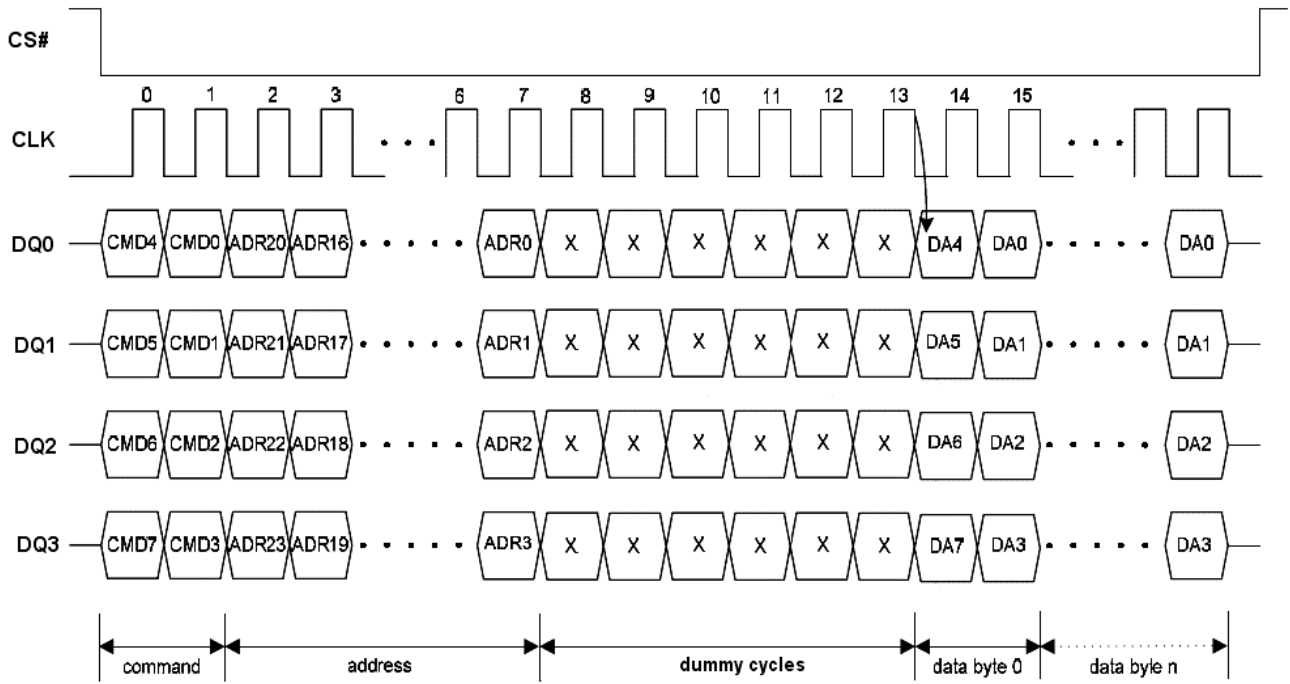 CS#
0 1 2 3 6 7 8 9 10 11 12 13 14 15
CLK
DQ0 CMD4 CMD0 ADR20 ADR16 ADR0 X X X X X X DA4 DA0 DA0
DQ1 CMD5 CMD1 ADR21 ADR17 ADR1 X X X X X X DA5 DA1 DA1
DQ2 CMD6 CMD2 ADR22 ADR18 ADR2 X X X X X X DA6 DA2 DA2
DQ3 CMD7 CMD3 ADR23 ADR19 ADR3 X X X X X X DA7 DA3 DA3
command address dummy cycles data byte 0 data byle n